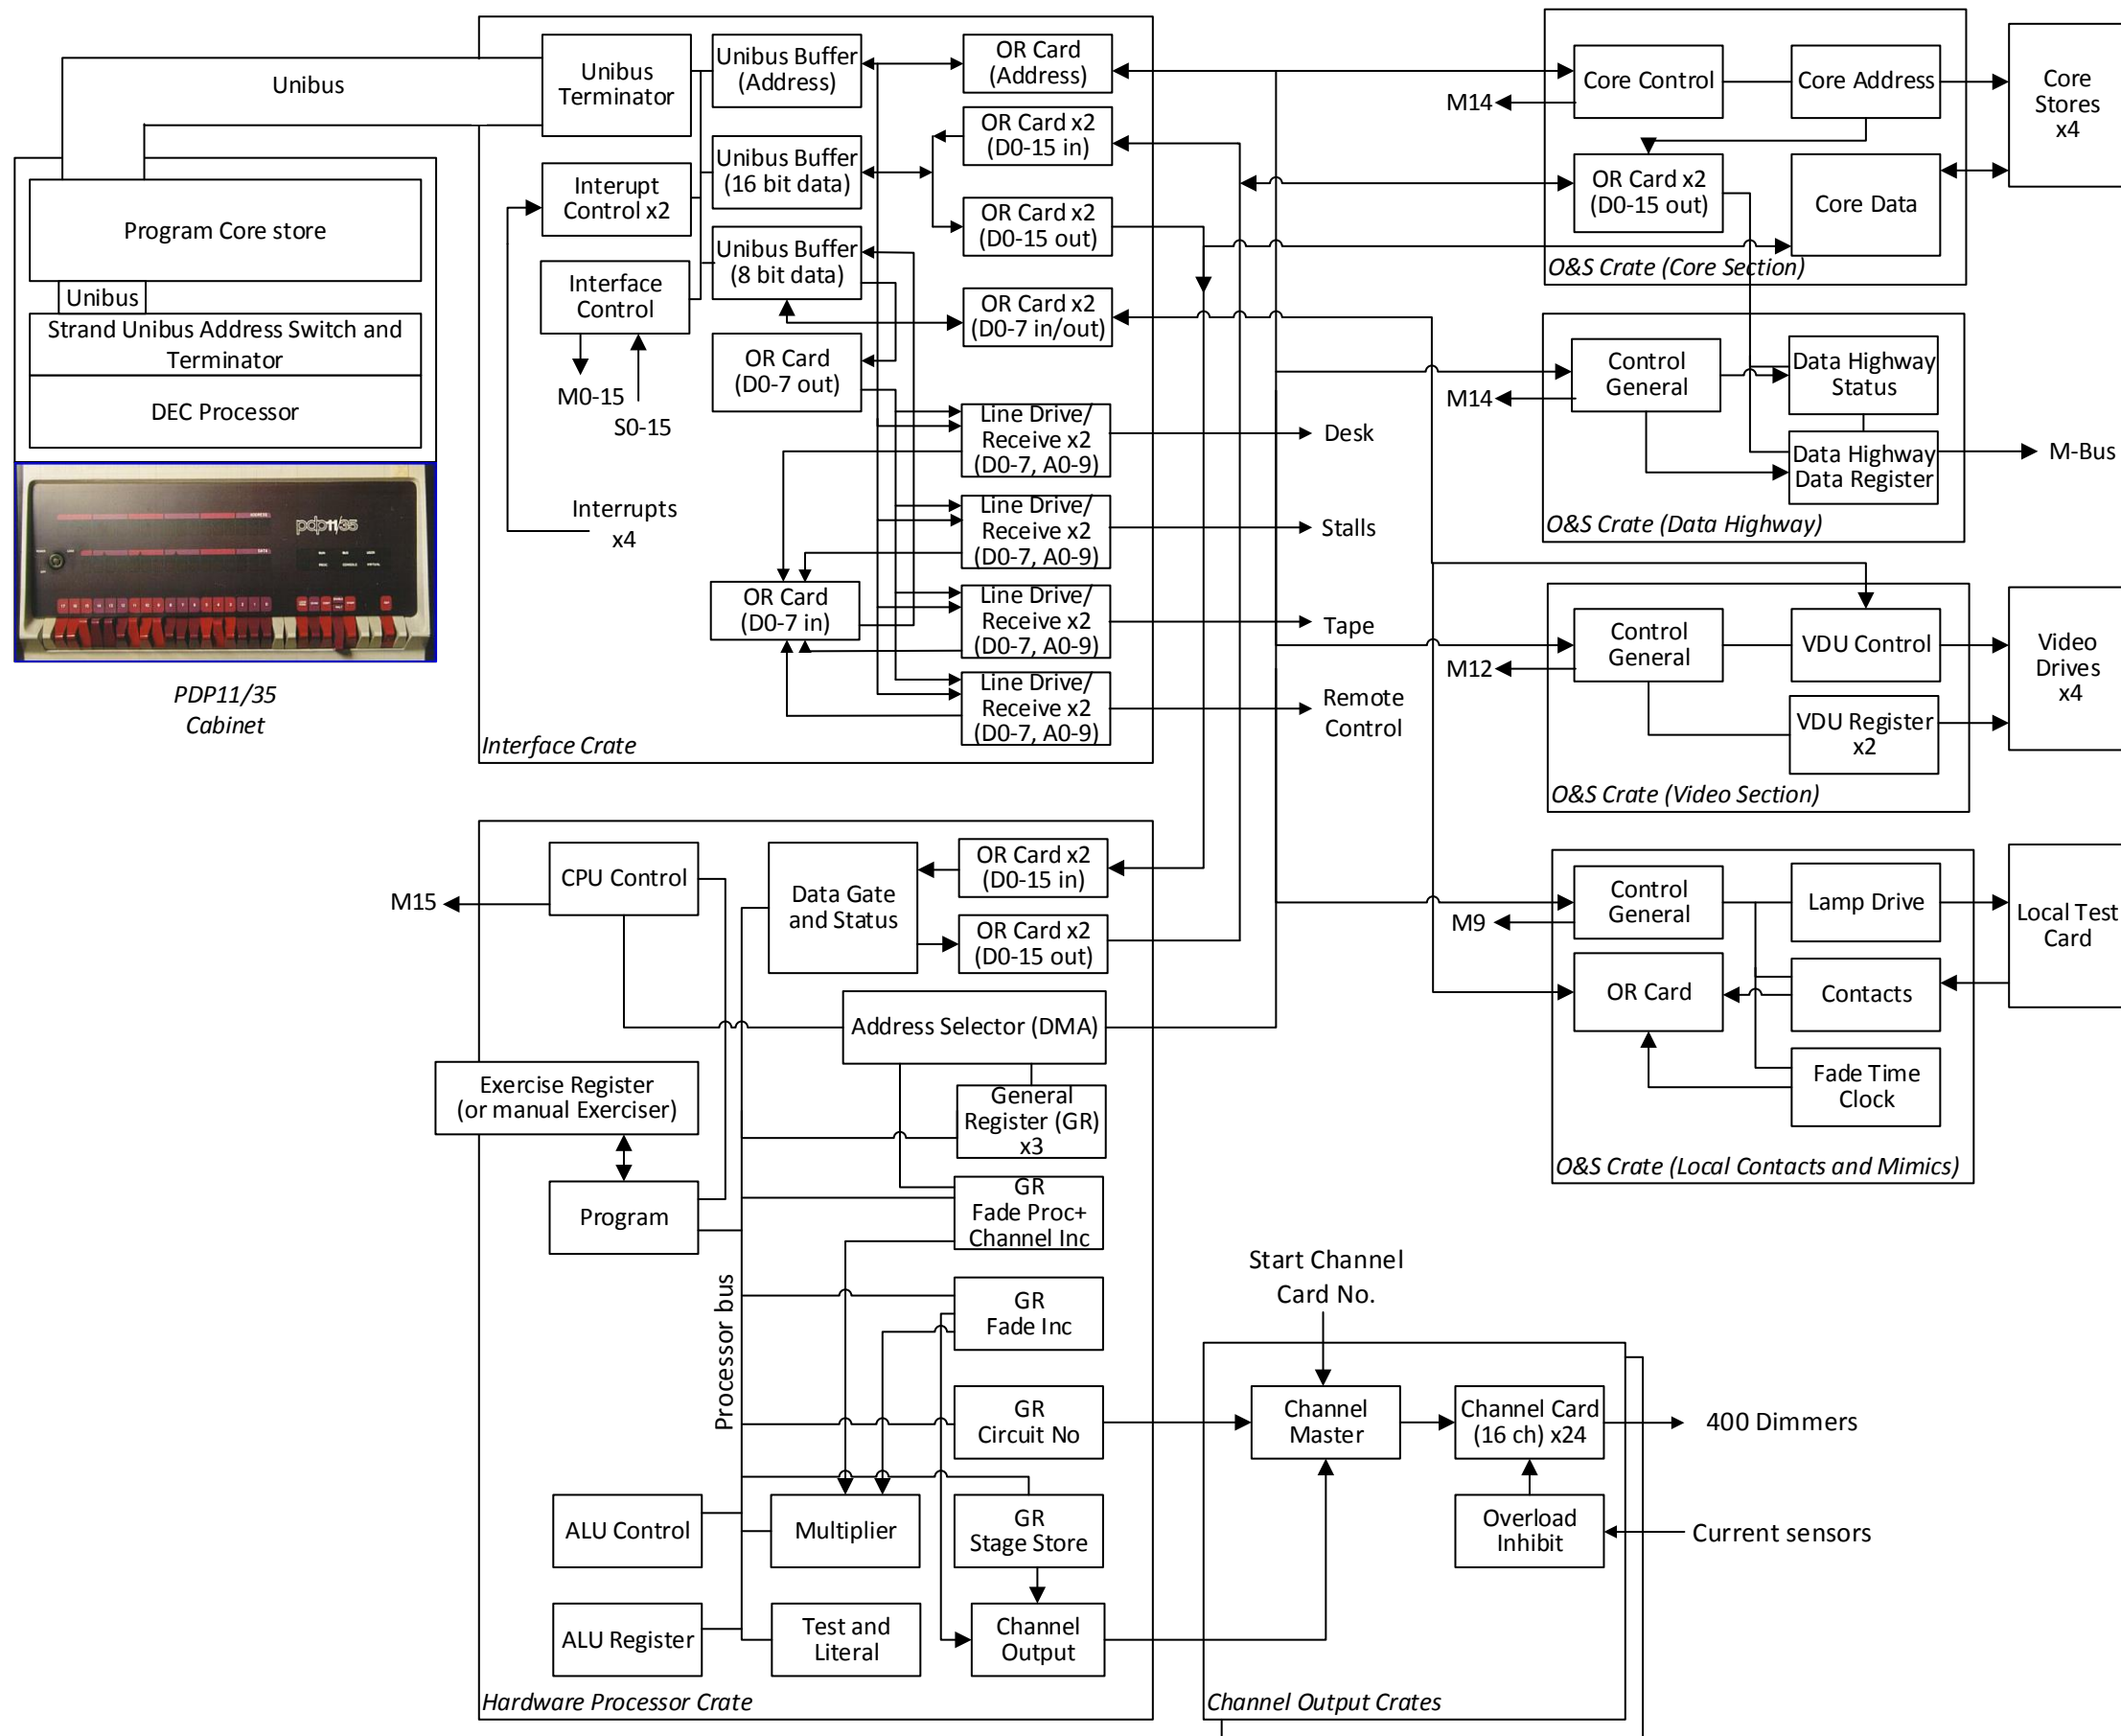 Unibus
Program Core store
Unibus
Strand Unibus Address Switch and
Terminator
DEC Processor
pdp11/35
PDP11/35
Cabinet
Unibus
Terminator
Interupt
Control x2
Interface
Control
M0-15
S0-15
Interrupts
x4
Unibus Buffer
(Address)
Unibus Buffer
(16 bit data)
Unibus Buffer
(8 bit data)
OR Card
(D0-7 out)
OR Card
(D0-7 in)
OR Card
(Address)
OR Card x2
(D0-15 in)
OR Card x2
(D0-15 out)
OR Card x2
(D0-7 in/out)
Line Drive/
Receive x2
(D0-7, A0-9)
Line Drive/
Receive x2
(D0-7, A0-9)
Line Drive/
Receive x2
(D0-7, A0-9)
Line Drive/
Receive x2
(D0-7, A0-9)
Interface Crate
Desk
Stalls
Tape
Remote
Control
Core Control
Core Address
M14
OR Card x2
(D0-15 out)
Core Data
O&S Crate (Core Section)
Core
Stores
x4
Control
General
M14
Data Highway
Status
Data Highway
Data Register
O&S Crate (Data Highway)
M-Bus
Control
General
M12
VDU Control
VDU Register
x2
O&S Crate (Video Section)
Video
Drives
x4
Control
General
M9
Lamp Drive
OR Card
Contacts
Fade Time
Clock
O&S Crate (Local Contacts and Mimics)
Local Test
Card
CPU Control
M15
Data Gate
and Status
OR Card x2
(D0-15 in)
OR Card x2
(D0-15 out)
Address Selector (DMA)
Exercise Register
(or manual Exerciser)
Program
General
Register (GR)
x3
GR
Fade Proc+
Channel Inc
GR
Fade Inc
GR
Circuit No
Processor bus
ALU Control
Multiplier
GR
Stage Store
ALU Register
Test and
Literal
Channel
Output
Hardware Processor Crate
Start Channel
Card No.
Channel
Master
Channel Card
(16 ch) x24
Overload
Inhibit
Channel Output Crates
400 Dimmers
Current sensors